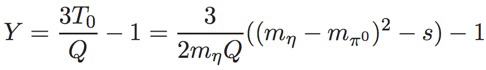 $Y = \frac{3T_0}{Q} - 1 = \frac{3}{2m_\eta Q}((m_\eta - m_{\pi^0})^2 - s) - 1$